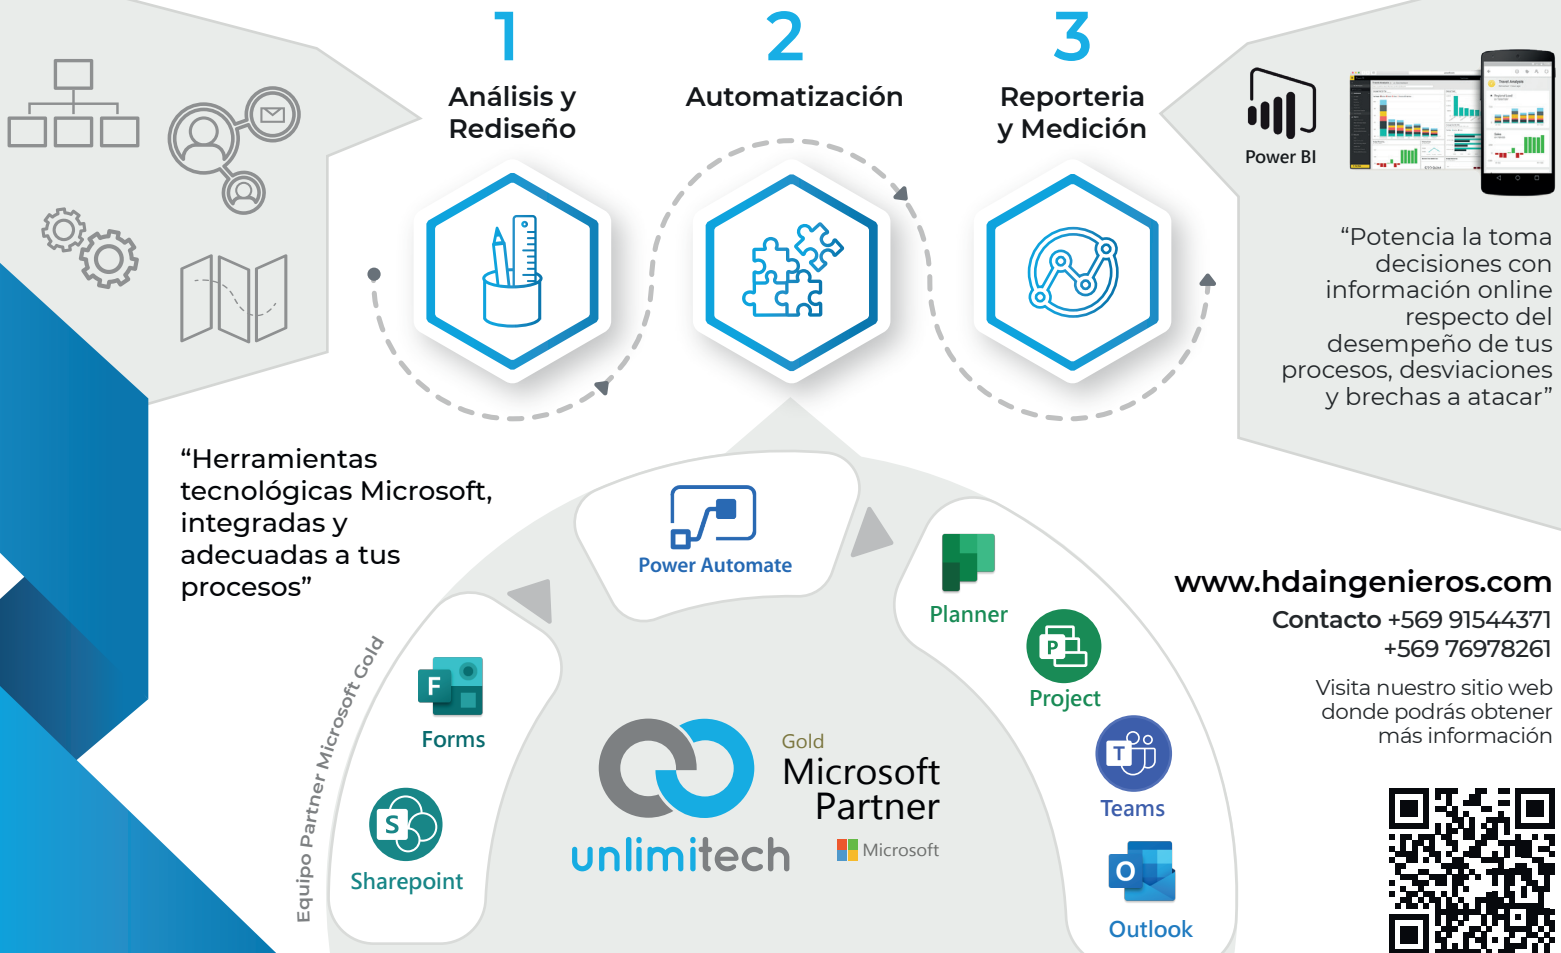 1
Análisis y
Rediseño
2
Automatización
3
Reporteria
y Medición
Power BI
“Potencia la toma
decisiones con
información online
respecto del
desempeño de tus
procesos, desviaciones
y brechas a atacar”
“Herramientas
tecnológicas Microsoft,
integradas y
adecuadas a tus
procesos”
Power Automate
Planner
P
Project
T
Teams
O
Outlook
F
Forms
S
Sharepoint
Equipo Partner Microsoft Gold
unlimitech
Gold
Microsoft
Partner
Microsoft
www.hdaingenieros.com
Contacto +569 91544371
+569 76978261
Visita nuestro sitio web
donde podrás obtener
más información